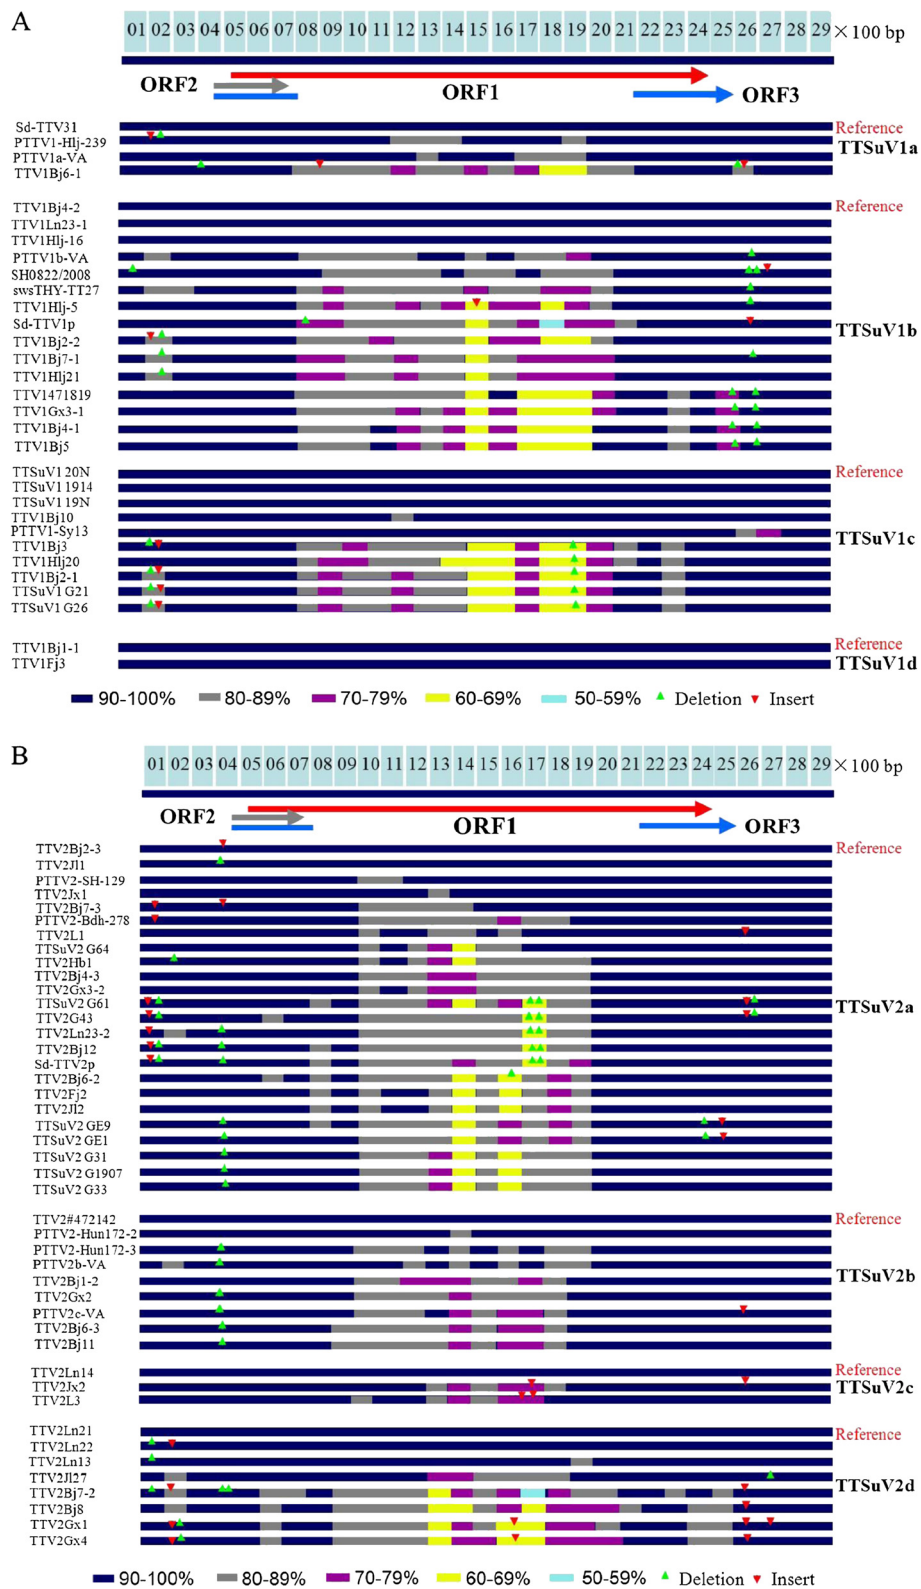 A
01 02 03 04 05 06 07 08 09 10 11 12 13 14 15 16 17 18 19 20 21 22 23 24 25 26 27 28 29 ×100 bp
ORF2 ORF1 ORF3
Sd-TTV31 Reference
PTTV1-Hlj-239 TTSuV1a
PTTV1a-VA
TTV1Bj6-1
TTV1Bj4-2 Reference
TTV1Ln23-1
TTV1Hlj-16
PTTV1b-VA
SH0822/2008
swsTHY-TT27
TTV1Hlj-5
Sd-TTV1p TTSuV1b
TTV1Bj2-2
TTV1Bj7-1
TTV1Hlj21
TTV1471819
TTV1Gx3-1
TTV1Bj4-1
TTV1Bj5
TTSuV120N Reference
TTSuV11914
TTSuV119N
TTV1Bj10
PTTV1-Sy13 TTSuV1c
TTV1Bj3
TTV1Hlj20
TTV1Bj2-1
TTSuV1 G21
TTSuV1 G26
TTV1Bj1-1 Reference
TTV1Fj3 TTSuV1d
90-100% 80-89% 70-79% 60-69% 50-59% Deletion Insert
B
01 02 03 04 05 06 07 08 09 10 11 12 13 14 15 16 17 18 19 20 21 22 23 24 25 26 27 28 29 ×100 bp
ORF2 ORF1 ORF3
TTV2Bj2-3 Reference
TTV2Jl1
PTTV2-SH-129
TTV2Jx1
TTV2Bj7-3
PTTV2-Bdh-278
TTV2L1
TTSuV2 G64
TTV2Hb1
TTV2Bj4-3
TTV2Gx3-2
TTSuV2 G61 TTSuV2a
TTV2G43
TTV2Ln23-2
TTV2Bj12
Sd-TTV2p
TTV2Bj6-2
TTV2Fj2
TTV2Jl2
TTSuV2 GE9
TTSuV2 GE1
TTSuV2 G31
TTSuV2 G1907
TTSuV2 G33
TTV2#472142 Reference
PTTV2-Hun172-2
PTTV2-Hun172-3
PTTV2b-VA TTSuV2b
TTV2Bj1-2
TTV2Gx2
PTTV2c-VA
TTV2Bj6-3
TTV2Bj11
TTV2Ln14 Reference
TTV2Jx2 TTSuV2c
TTV2L3
TTV2Ln21 Reference
TTV2Ln22
TTV2Ln13
TTV2Jl27 TTSuV2d
TTV2Bj7-2
TTV2Bj8
TTV2Gx1
TTV2Gx4
90-100% 80-89% 70-79% 60-69% 50-59% Deletion Insert